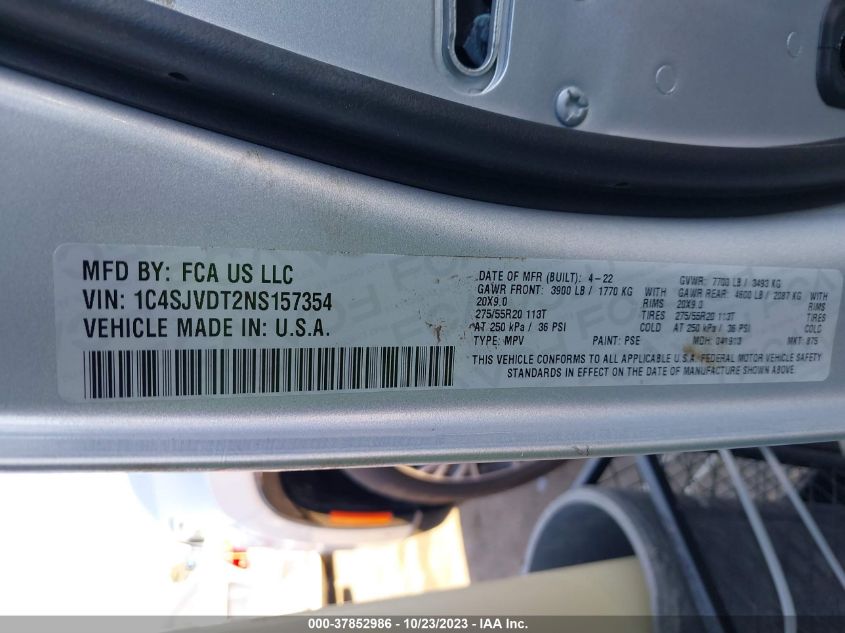 MFD BY: FCA US LLC
VIN: 1C4SJVDT2NS157354
VEHICLE MADE IN: U.S.A.
DATE OF MFR (BUILT): 4-22 GVWR: 7700 LB / 3493 KG
GAWR FRONT: 3900 LB / 1770 KG WITH GAWR REAR: 4600 LB / 2087 KG WITH
20X9.0 RIMS 20X9.0 RIMS
275/55R20 113T TIRES 275/55R20 113T TIRES
AT 250 kPa / 36 PSI COLD AT 250 kPa / 36 PSI COLD
TYPE: MPV PAINT: PSE MDH: 041913 MKT 875
THIS VEHICLE CONFORMS TO ALL APPLICABLE U.S.A. FEDERAL MOTOR VEHICLE SAFETY
STANDARDS IN EFFECT ON THE DATE OF MANUFACTURE SHOWN ABOVE.
000-37852986 - 10/23/2023 - IAA Inc.